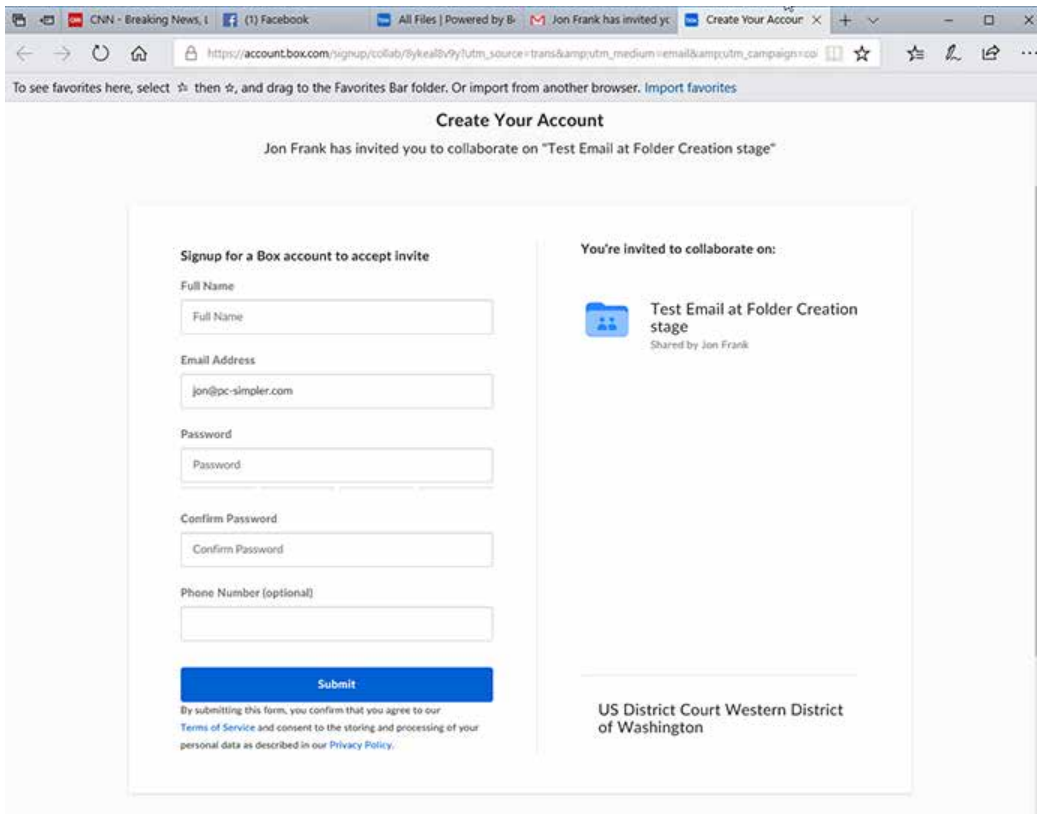 CNN - Breaking News, L
(1) Facebook
All Files | Powered by B
Jon Frank has invited yo
Create Your Accour
https://account.box.com/signup/collab/
To see favorites here, select then , and drag to the Favorites Bar folder. Or import from another browser. Import favorites
Create Your Account
Jon Frank has invited you to collaborate on "Test Email at Folder Creation stage"
Signup for a Box account to accept invite
Full Name
Full Name
Email Address
jon@pc-simpler.com
Password
Password
Confirm Password
Confirm Password
Phone Number (optional)
Submit
By submitting this form, you confirm that you agree to our
Terms of Service and consent to the storing and processing of your
personal data as described in our Privacy Policy.
You're invited to collaborate on:
Test Email at Folder Creation
stage
Shared by Jon Frank
US District Court Western District
of Washington